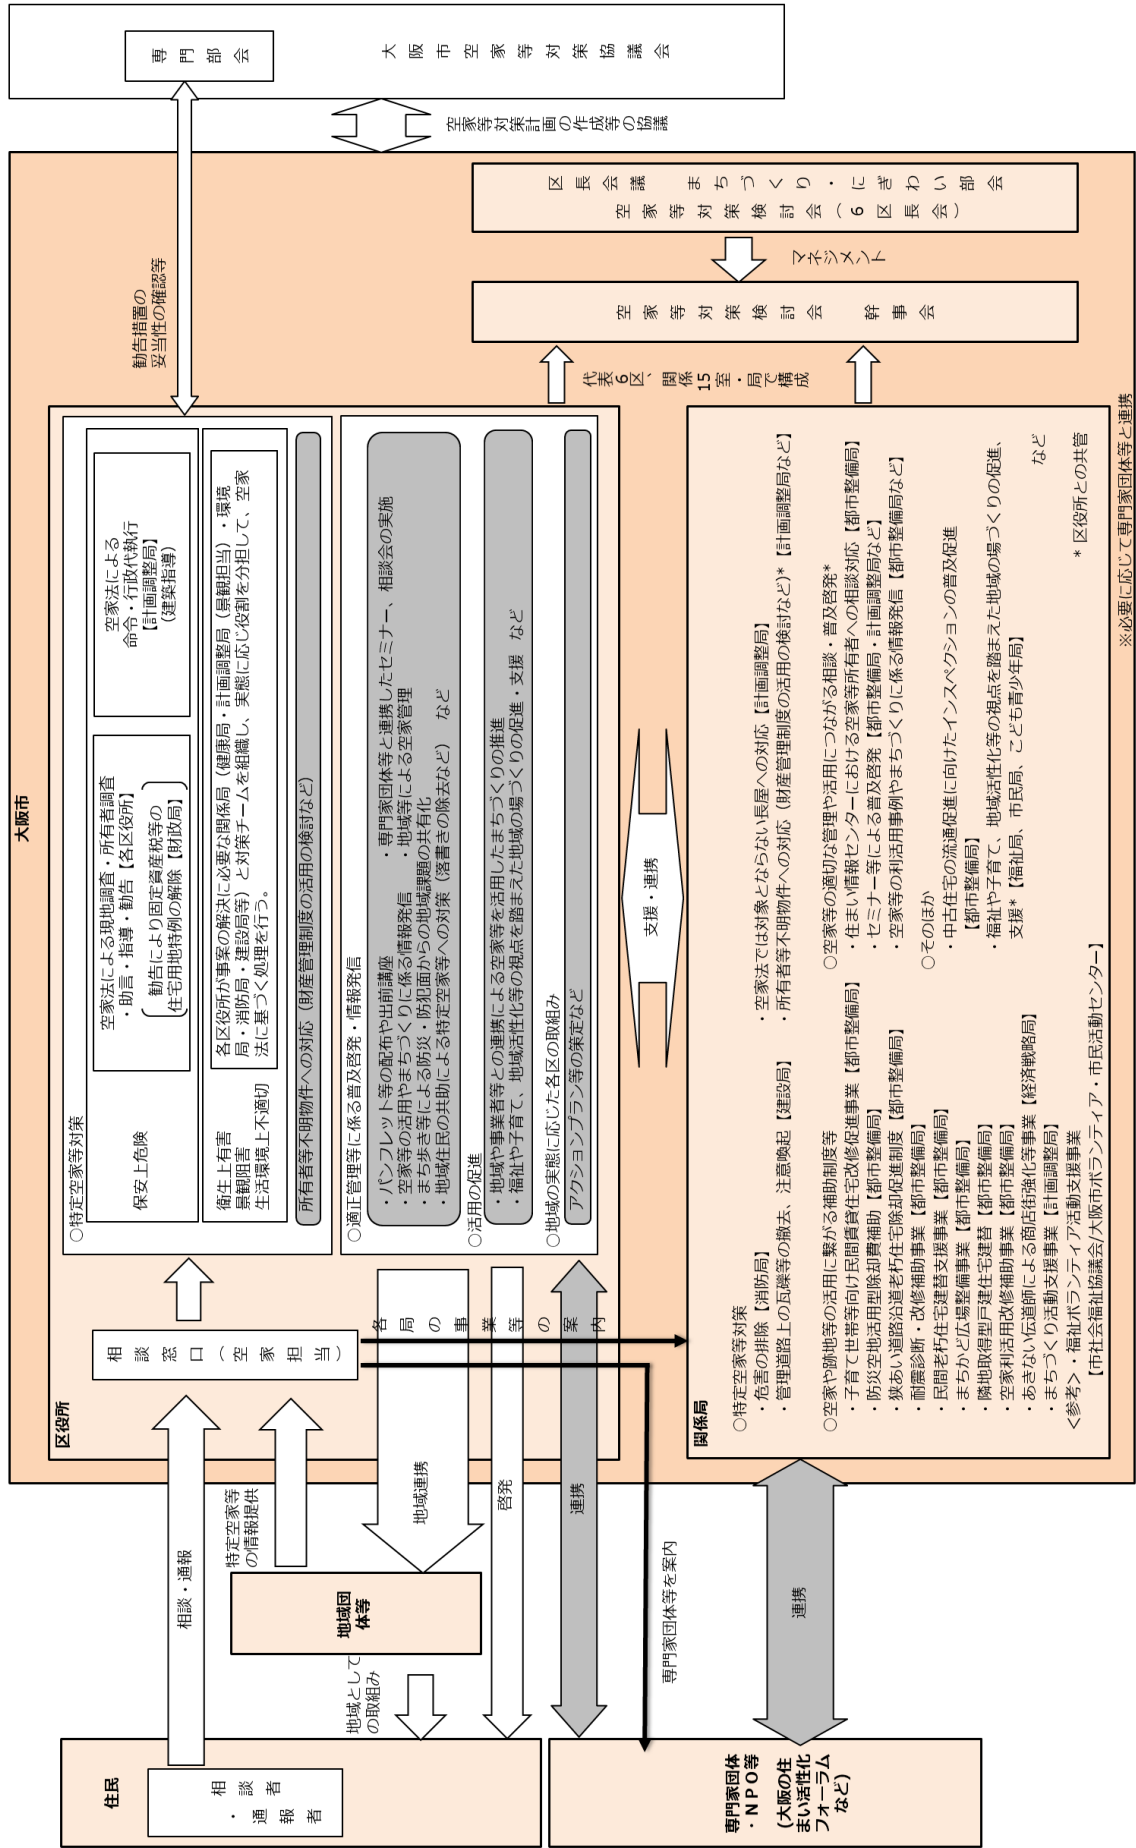 住民
相談者
・通報者
相談・通報
特定空家等
の情報提供
地域団
体等
地域として
の取組み
地域連携
啓発
連携
専門家団体等を案内
専門家団体
・ＮＰＯ等
(大阪の住
まい活性化
フォーラム
など)
連携
大阪市
区役所
相談窓口（空家担当）
各局の事業等の案内
○特定空家等対策
保安上危険
空家法による現地調査・所有者調査
・助言・指導・勧告【各区役所】
勧告により固定資産税等の
住宅用地特例の解除【財政局】
空家法による
命令・行政代執行
【計画調整局】
（建築指導）
衛生上有害
景観阻害
生活環境上不適切
各区役所が事案の解決に必要な関係局（健康局・計画調整局（景観担当）・環境
局・消防局・建設局等）と対策チームを組織し、実態に応じ役割を分担して、空家
法に基づく処理を行う。
所有者等不明物件への対応（財産管理制度の活用の検討など）
○適正管理等に係る普及啓発・情報発信
・パンフレット等の配布や出前講座　・専門家団体等と連携したセミナー、相談会の実施
・空家等の活用やまちづくりに係る情報発信　・地域等による空家管理
・まち歩き等による防災・防犯面からの地域課題の共有化
・地域住民の共助による特定空家等への対策（落書きの除去など）　など
○活用の促進
・地域や事業者等との連携による空家等を活用したまちづくりの推進
・福祉や子育て、地域活性化等の視点を踏まえた地域の場づくりの促進・支援　など
○地域の実態に応じた各区の取組み
アクションプラン等の策定など
支援・連携
関係局
○特定空家等対策
・危害の排除【消防局】
・管理道路上の瓦礫等の撤去、注意喚起【建設局】
・空家法では対象とならない長屋への対応【計画調整局】
・所有者等不明物件への対応（財産管理制度の活用の検討など）*【計画調整局など】
○空家や跡地等の活用に繋がる補助制度等
・子育て世帯等向け民間賃貸住宅改修促進事業【都市整備局】
・防災空地活用型除却費補助【都市整備局】
・狭あい道路沿道老朽住宅除却促進制度【都市整備局】
・耐震診断・改修補助事業【都市整備局】
・民間老朽住宅建替支援事業【都市整備局】
・まちかど広場整備事業【都市整備局】
・隣地取得型戸建住宅建替【都市整備局】
・空家利活用改修補助事業【都市整備局】
・あきない伝道師による商店街強化等事業【経済戦略局】
・まちづくり活動支援事業【計画調整局】
＜参考＞・福祉ボランティア活動支援事業
【市社会福祉協議会/大阪市ボランティア・市民活動センター】
○空家等の適切な管理や活用につながる相談・普及啓発*
・住まい情報センターにおける空家等所有者への相談対応【都市整備局】
・セミナー等による普及啓発【都市整備局・計画調整局など】
・空家等の利活用事例やまちづくりに係る情報発信【都市整備局など】
○そのほか
・中古住宅の流通促進に向けたインスペクションの普及促進
【都市整備局】
・福祉や子育て、地域活性化等の視点を踏まえた地域の場づくりの促進、
支援*【福祉局、市民局、こども青少年局】
など
* 区役所との共管
※必要に応じて専門家団体等と連携
代表6区、関係15室・局で構成
空家等対策検討会　幹事会
マネジメント
区長会議　まちづくり・にぎわい部会
空家等対策検討会（６区長会）
勧告措置の
妥当性の確認等
空家等対策計画の作成等の協議
専門部会
大阪市空家等対策協議会